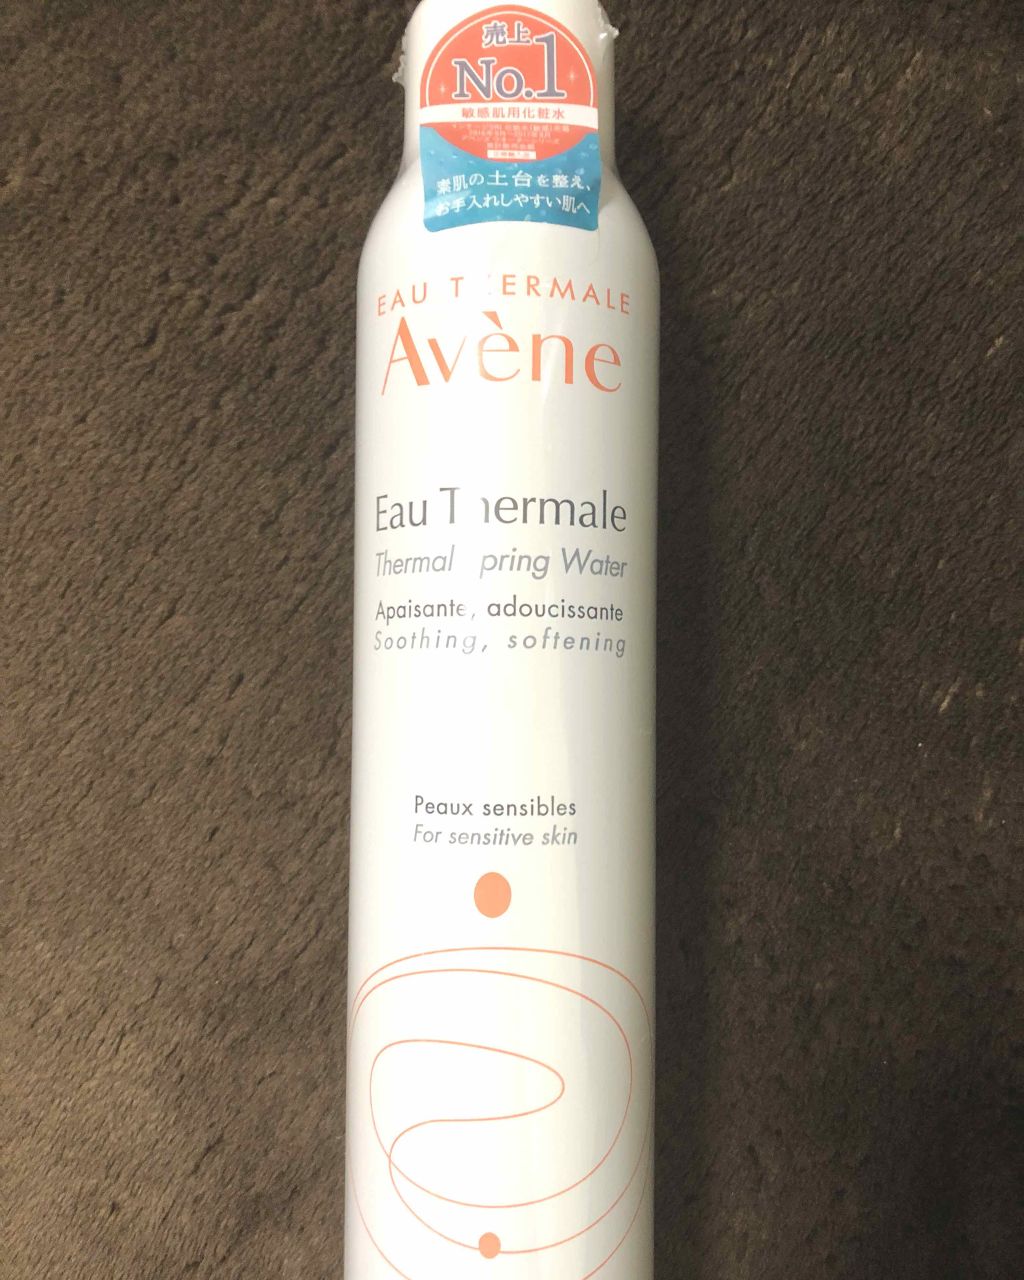 売上
No.1
敏感肌用化粧水
素肌の土台を整え、
お手入れしやすい肌へ
EAU T ERMALE
Avène
Eau Thermale
Thermal pring Water
Apaisante, adoucissante
Soothing, softening
Peaux sensibles
For sensitive skin